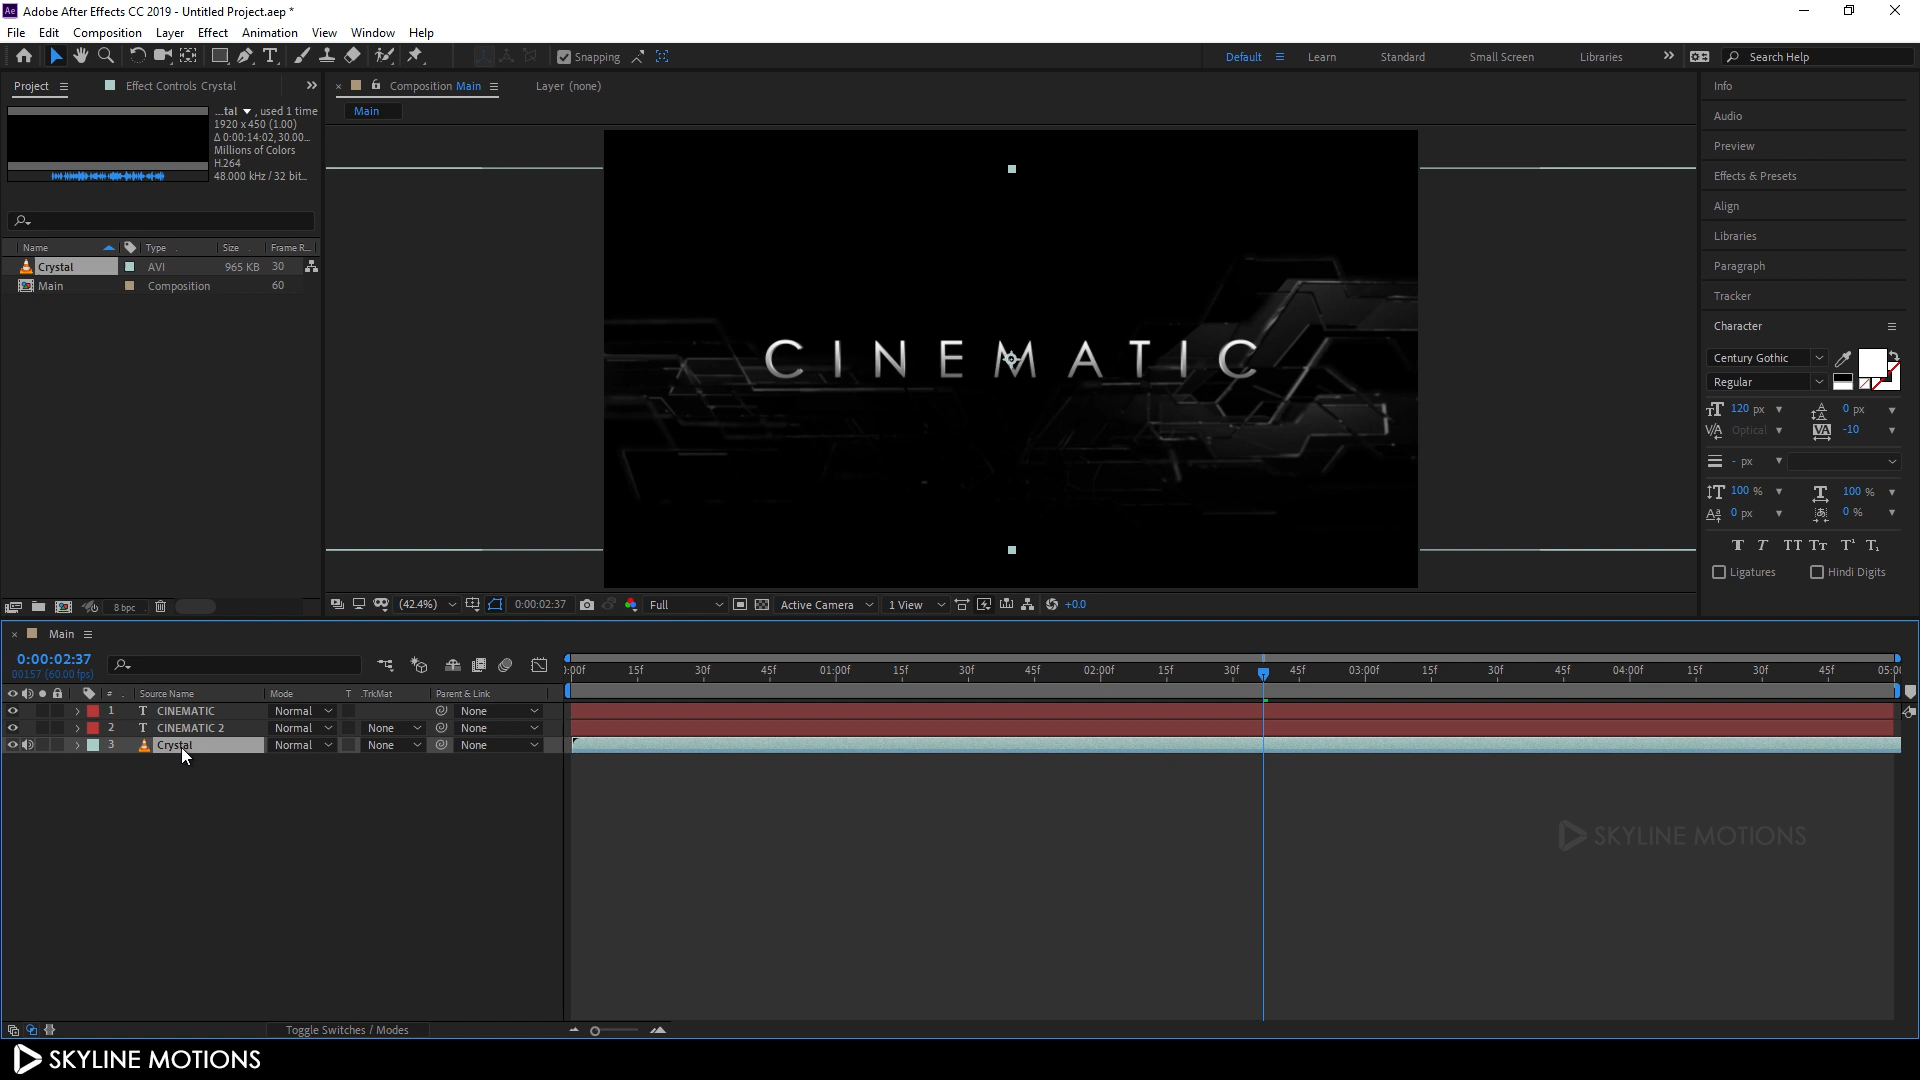 Adobe After Effects CC 2019 - Untitled Project.aep *
File Edit Composition Layer Effect Animation View Window Help
Snapping
Default Learn Standard Small Screen Libraries
Search Help
Project Effect Controls Crystal
Composition Main Layer (none)
Main
...tal , used 1 time
1920 x 450 (1.00)
Δ 0:00:14:02, 30.00...
Millions of Colors
H.264
48.000 kHz / 32 bit...
Name Type Size Frame R...
Crystal AVI 965 KB 30
Main Composition 60
8 bpc
CINEMATIC
(42.4%) 0:00:02:37 Full Active Camera 1 View +0.0
Info
Audio
Preview
Effects & Presets
Align
Libraries
Paragraph
Tracker
Character
Century Gothic
Regular
120 px 0 px
Optical -10
- px
100 % 100 %
0 px 0 %
Ligatures Hindi Digits
Main
0:00:02:37
00157 (60.00 fps)
# Source Name Mode T .TrkMat Parent & Link
):00f 15f 30f 45f 01:00f 15f 30f 45f 02:00f 15f 30f 45f 03:00f 15f 30f 45f 04:00f 15f 30f 45f 05:00
1 T CINEMATIC Normal None
2 T CINEMATIC 2 Normal None None
3 Crystal Normal None None
SKYLINE MOTIONS
Toggle Switches / Modes
SKYLINE MOTIONS